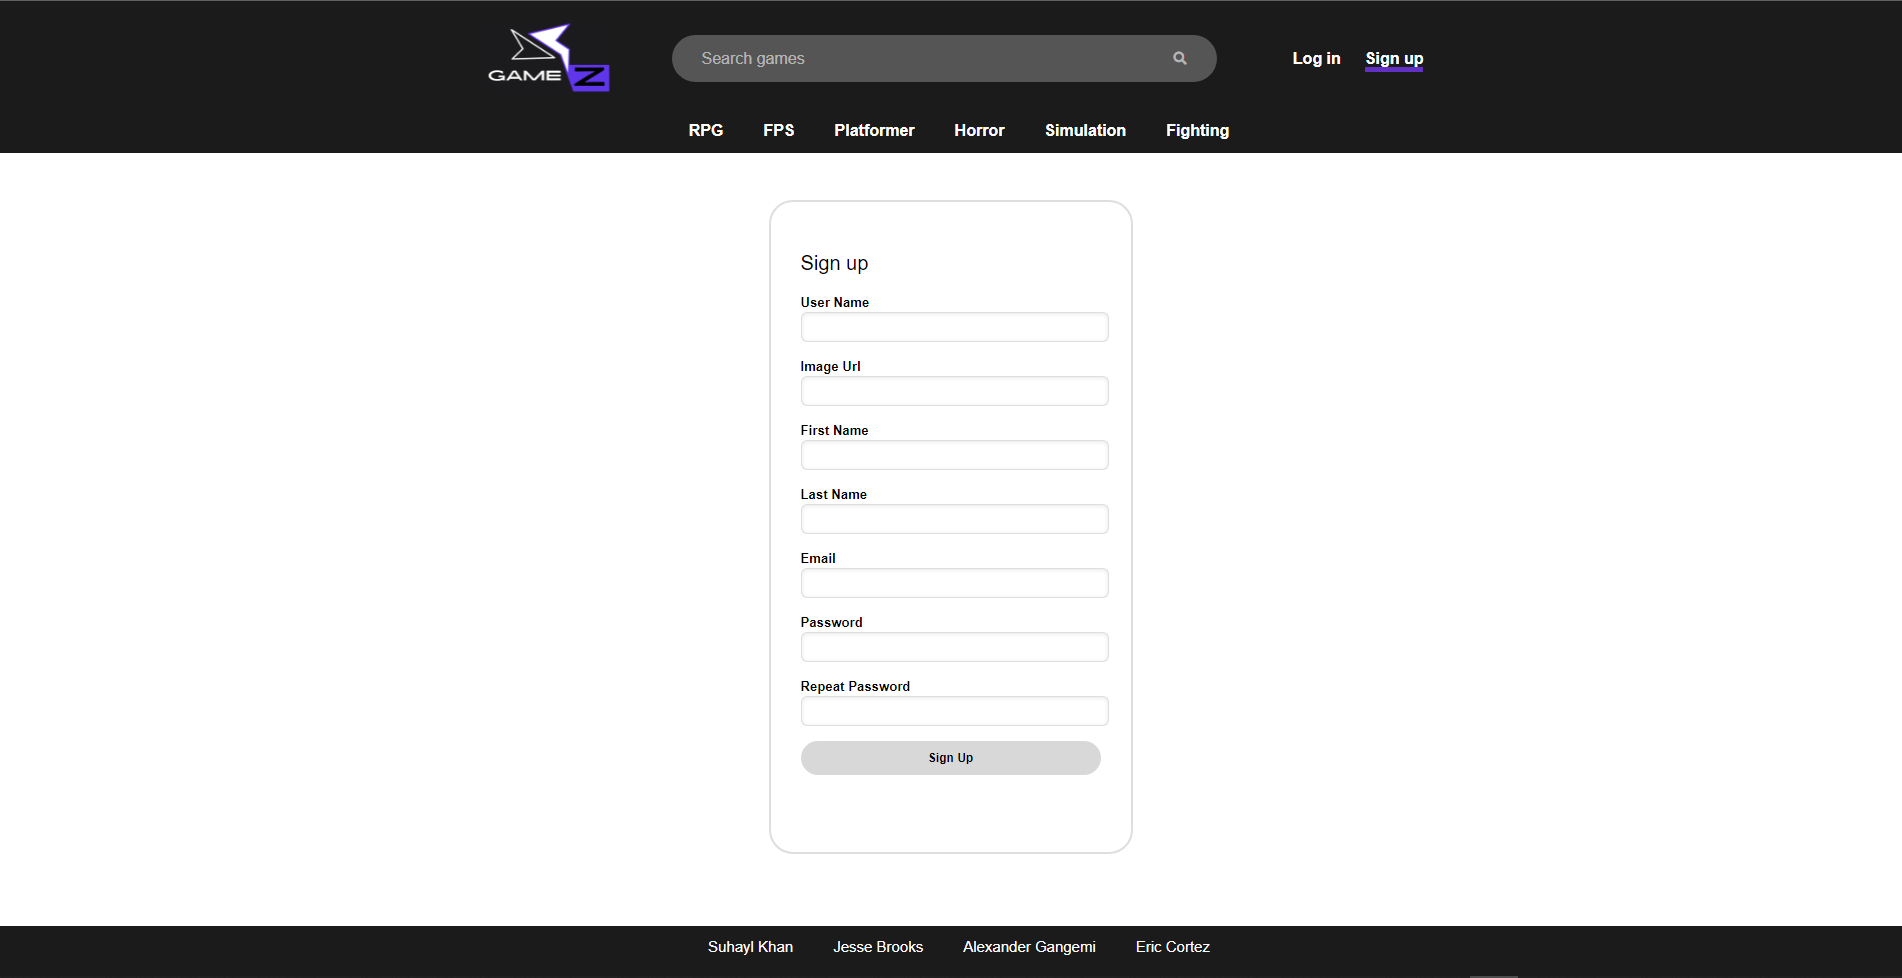 GAME Z
Search games
Log in Sign up
RPG FPS Platformer Horror Simulation Fighting
Sign up
User Name
Image Url
First Name
Last Name
Email
Password
Repeat Password
Sign Up
Suhayl Khan Jesse Brooks Alexander Gangemi Eric Cortez